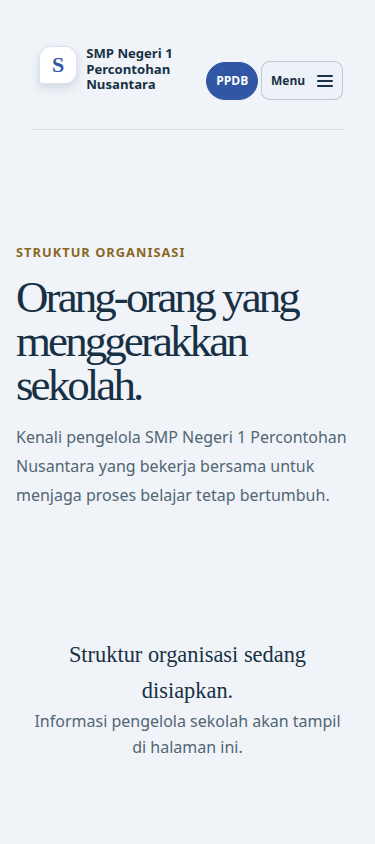 S
SMP Negeri 1
Percontohan
Nusantara
PPDB
Menu
STRUKTUR ORGANISASI
Orang-orang yang
menggerakkan
sekolah.
Kenali pengelola SMP Negeri 1 Percontohan
Nusantara yang bekerja bersama untuk
menjaga proses belajar tetap bertumbuh.
Struktur organisasi sedang
disiapkan.
Informasi pengelola sekolah akan tampil
di halaman ini.